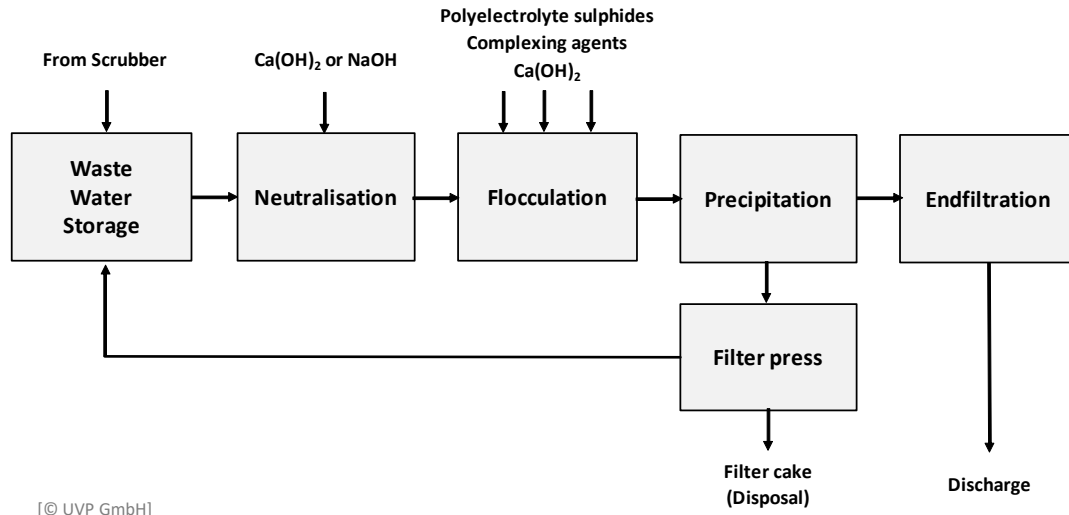 Polyelectrolyte sulphides
Complexing agents
Ca(OH)₂
From Scrubber
Ca(OH)₂ or NaOH
Waste
Water
Storage
Neutralisation
Flocculation
Precipitation
Endfiltration
Filter press
Filter cake
(Disposal)
Discharge
[© UVP GmbH]